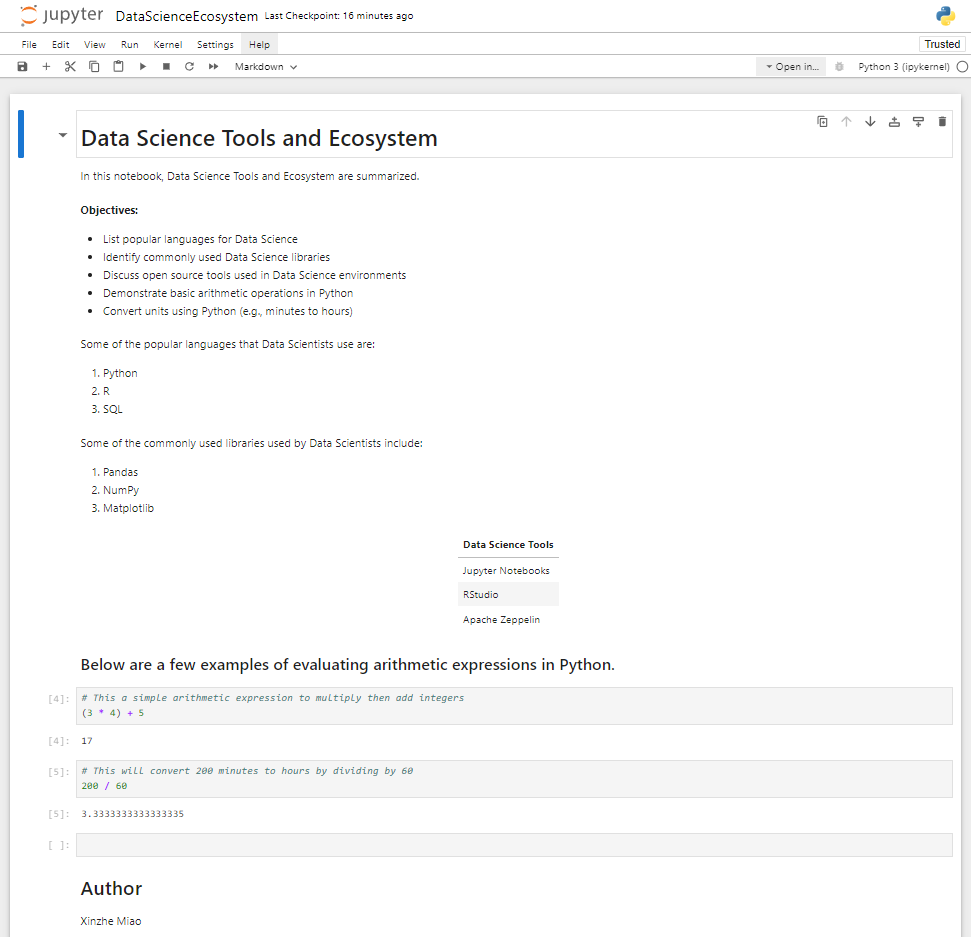 jupyter DataScienceEcosystem Last Checkpoint: 16 minutes ago
File Edit View Run Kernel Settings Help Trusted
Markdown Open in... Python 3 (ipykernel)
Data Science Tools and Ecosystem
In this notebook, Data Science Tools and Ecosystem are summarized.
Objectives:
• List popular languages for Data Science
• Identify commonly used Data Science libraries
• Discuss open source tools used in Data Science environments
• Demonstrate basic arithmetic operations in Python
• Convert units using Python (e.g., minutes to hours)
Some of the popular languages that Data Scientists use are:
1. Python
2. R
3. SQL
Some of the commonly used libraries used by Data Scientists include:
1. Pandas
2. NumPy
3. Matplotlib
Data Science Tools
Jupyter Notebooks
RStudio
Apache Zeppelin
Below are a few examples of evaluating arithmetic expressions in Python.
[4]: # This a simple arithmetic expression to multiply then add integers
(3 * 4) + 5
[4]: 17
[5]: # This will convert 200 minutes to hours by dividing by 60
200 / 60
[5]: 3.3333333333333335
[ ]:
Author
Xinzhe Miao